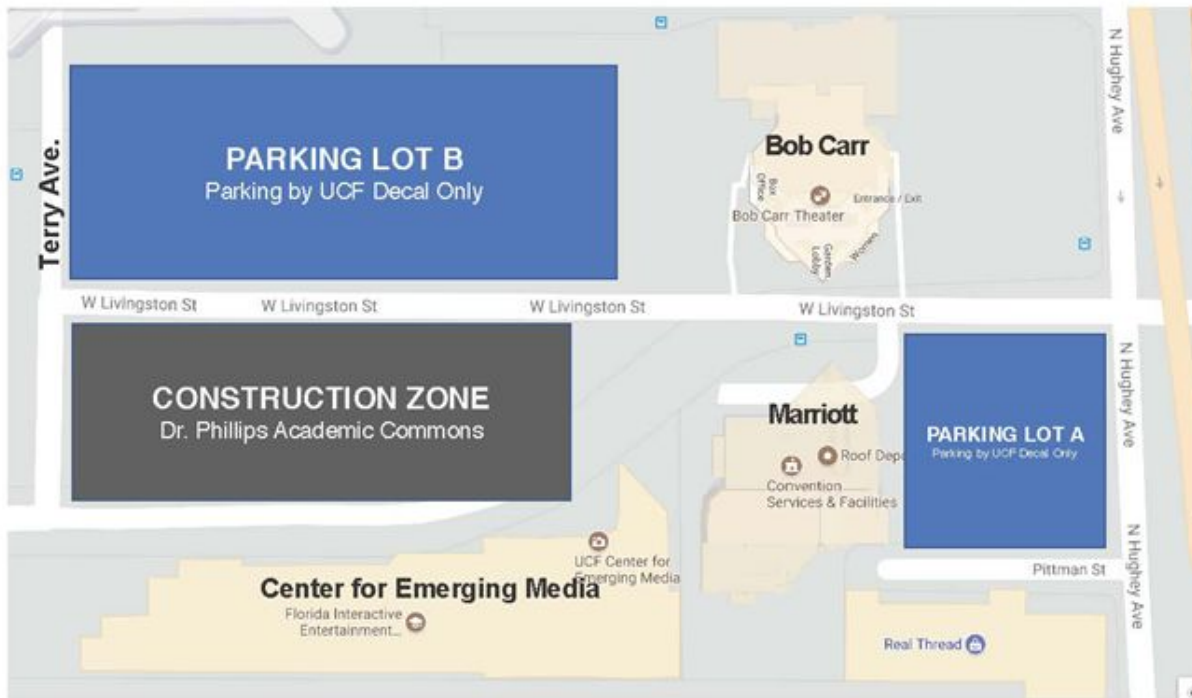 N Hughey Ave
Terry Ave.
PARKING LOT B
Parking by UCF Decal Only
Bob Carr
Box
Office
Bob Carr Theater
Entrance / Exit
Garden
Lobby
Women
W Livingston St
W Livingston St
W Livingston St
W Livingston St
CONSTRUCTION ZONE
Dr. Phillips Academic Commons
Marriott
Roof Depo
Convention
Services & Facilities
PARKING LOT A
Parking by UCF Decal Only
N Hughey Ave
N Hughey Ave
UCF Center for
Emerging Media
Center for Emerging Media
Florida Interactive
Entertainment...
Pittman St
Real Thread